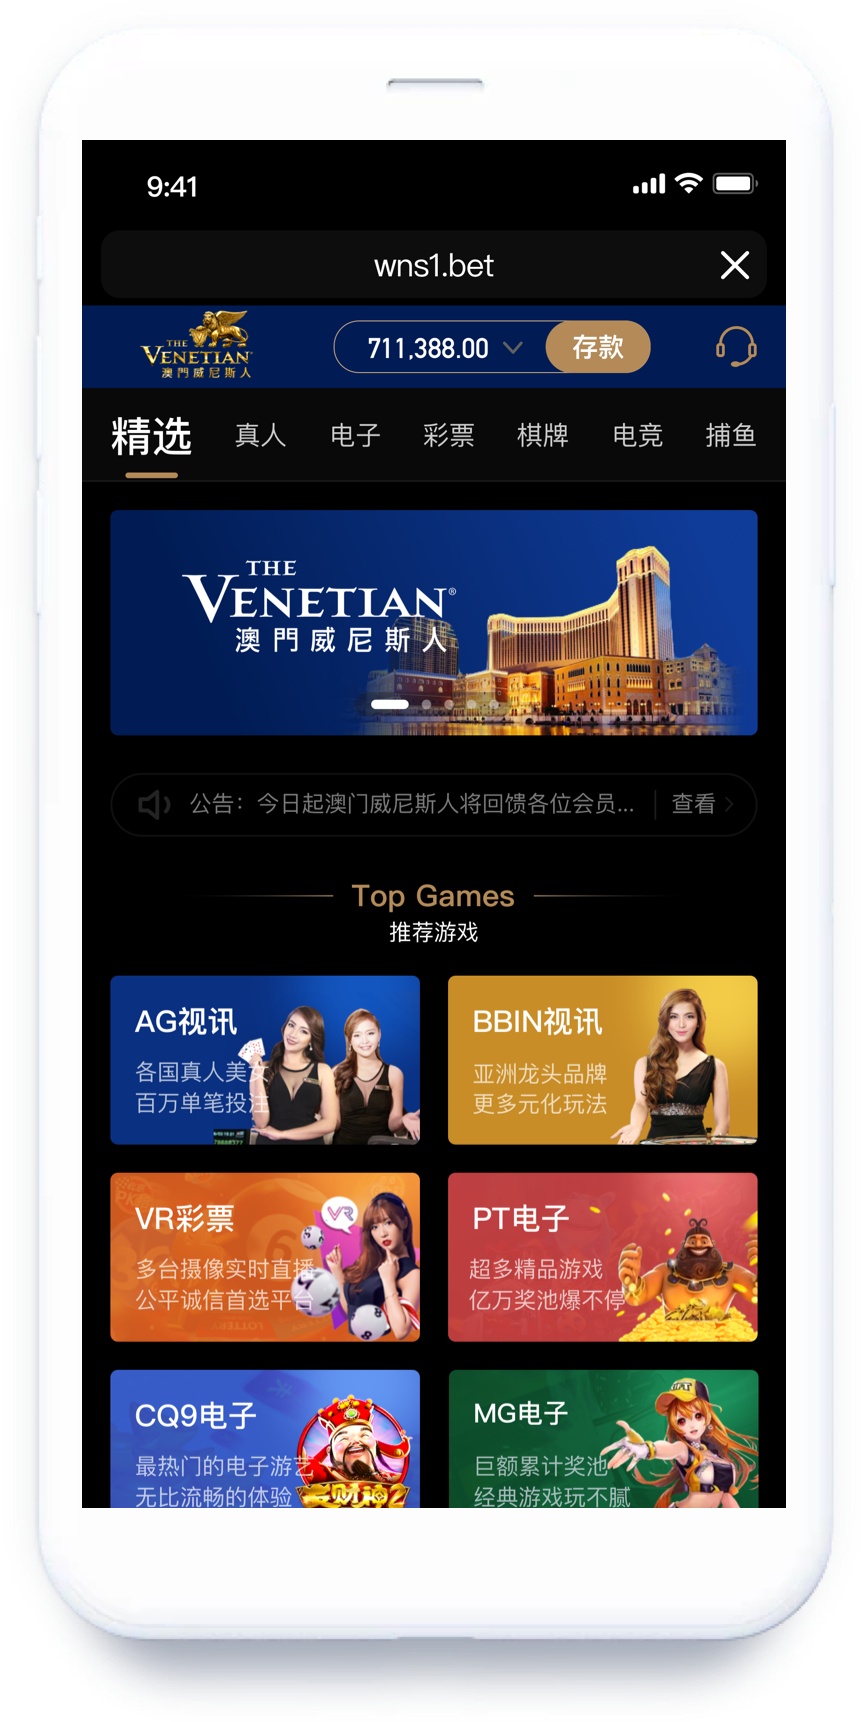 9:41
wns1.bet
THE
VENETIAN
澳門威尼斯人
711,388.00
存款
精选 真人 电子 彩票 棋牌 电竞 捕鱼
THE
VENETIAN®
澳門威尼斯人
公告：今日起澳门威尼斯人将回馈各位会员... 查看
Top Games
推荐游戏
AG视讯
各国真人美女
百万单笔投注
BBIN视讯
亚洲龙头品牌
更多元化玩法
VR彩票
多台摄像实时直播
公平诚信首选平台
VR
PT电子
超多精品游戏
亿万奖池爆不停
CQ9电子
最热门的电子游艺
无比流畅的体验
财神2
MG电子
巨额累计奖池
经典游戏玩不腻